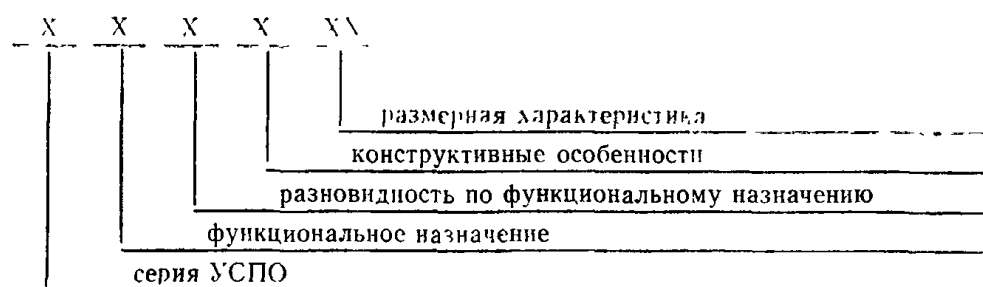 X X X X XX
размерная характеристика
конструктивные особенности
разновидность по функциональному назначению
функциональное назначение
серия УСПО